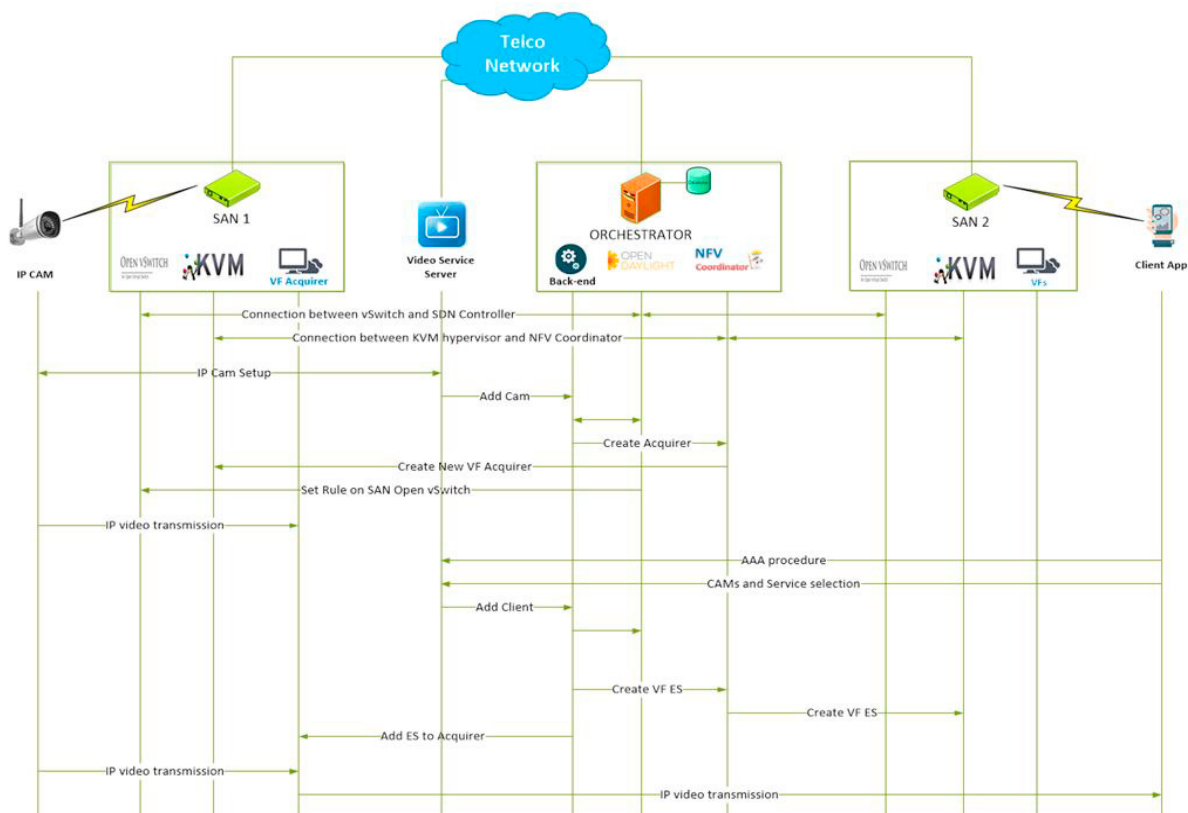 Telco
Network
SAN 1
SAN 2
ORCHESTRATOR
IP CAM
OPEN VSWITCH
KVM
VF Acquirer
Video Service
Server
Back-end
OPEN
DAYLIGHT
NFV
Coordinator
OPEN VSWITCH
KVM
VFs
Client App
Connection between vSwitch and SDN Controller
Connection between KVM hypervisor and NFV Coordinator
IP Cam Setup
Add Cam
Create Acquirer
Create New VF Acquirer
Set Rule on SAN Open vSwitch
IP video transmission
AAA procedure
CAMs and Service selection
Add Client
Create VF ES
Create VF ES
Add ES to Acquirer
IP video transmission
IP video transmission